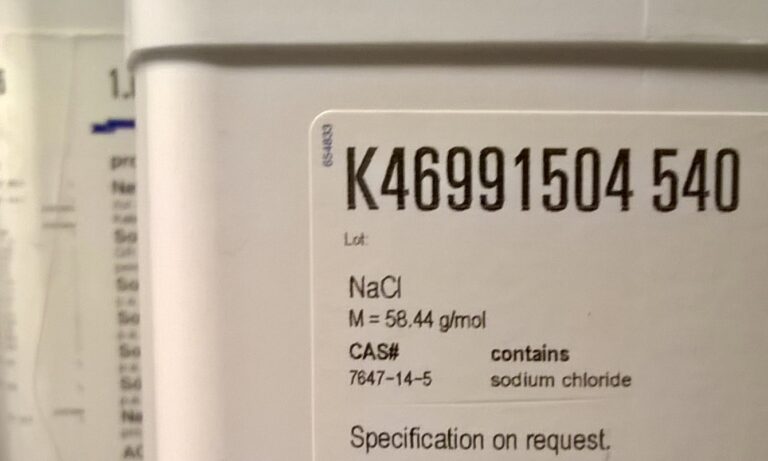 654833
K46991504 540
Lot:
NaCl
M = 58.44 g/mol
CAS# contains
7647-14-5 sodium chloride
Specification on request.